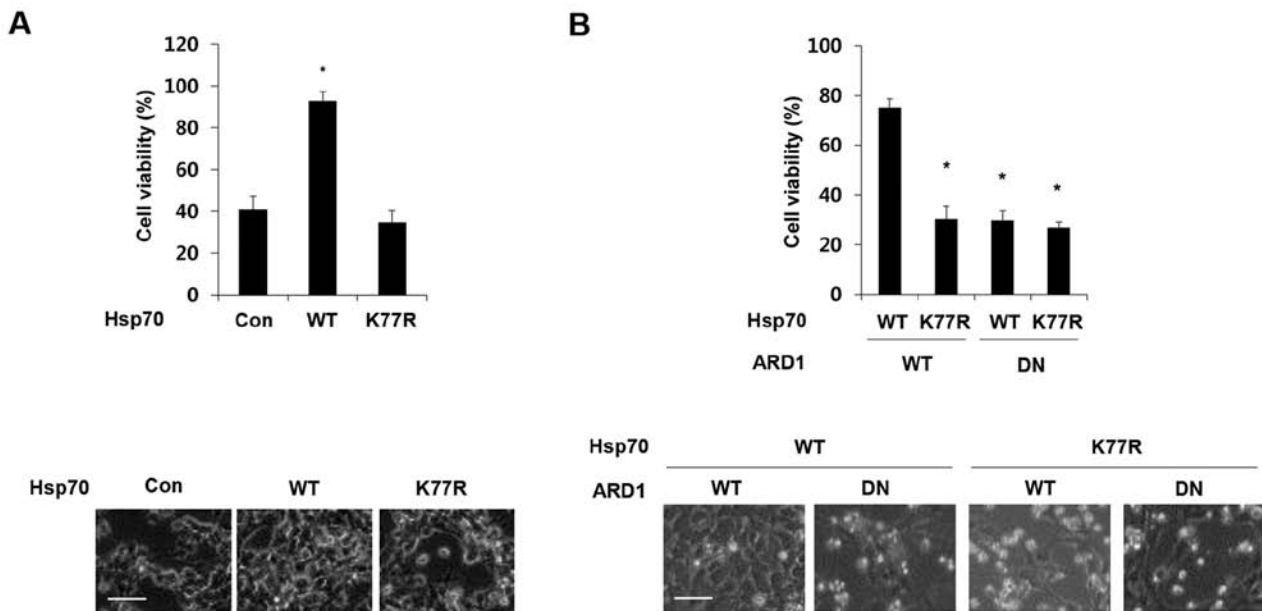 A
Cell viability (%)
120
100
80
60
40
20
0
*
Hsp70 Con WT K77R
Hsp70 Con WT K77R
B
Cell viability (%)
100
80
60
40
20
0
* * *
Hsp70 WT K77R WT K77R
ARD1 WT DN
Hsp70 WT K77R
ARD1 WT DN WT DN